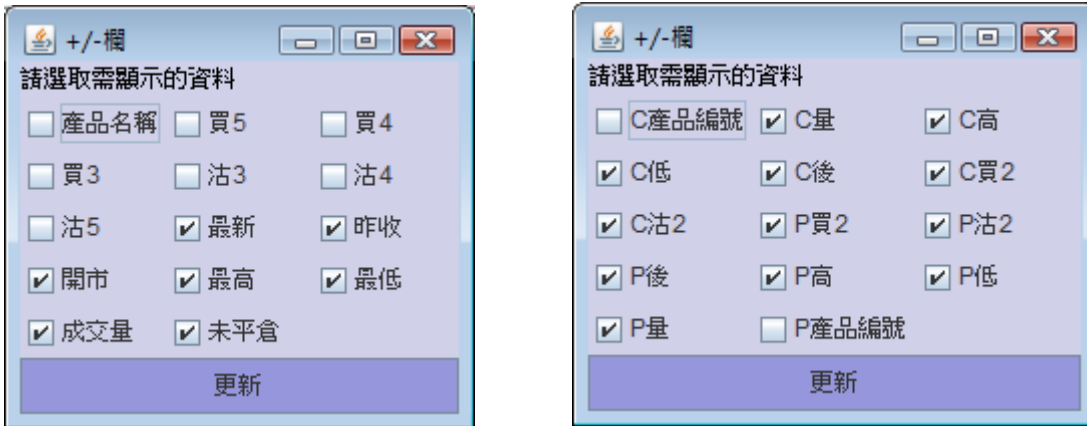 +/-欄
請選取需顯示的資料
產品名稱 買5 買4
買3 沽3 沽4
沽5 最新 昨收
開市 最高 最低
成交量 未平倉
更新
+/-欄
請選取需顯示的資料
C產品編號 C量 C高
C低 C後 C買2
C沽2 P買2 P沽2
P後 P高 P低
P量 P產品編號
更新